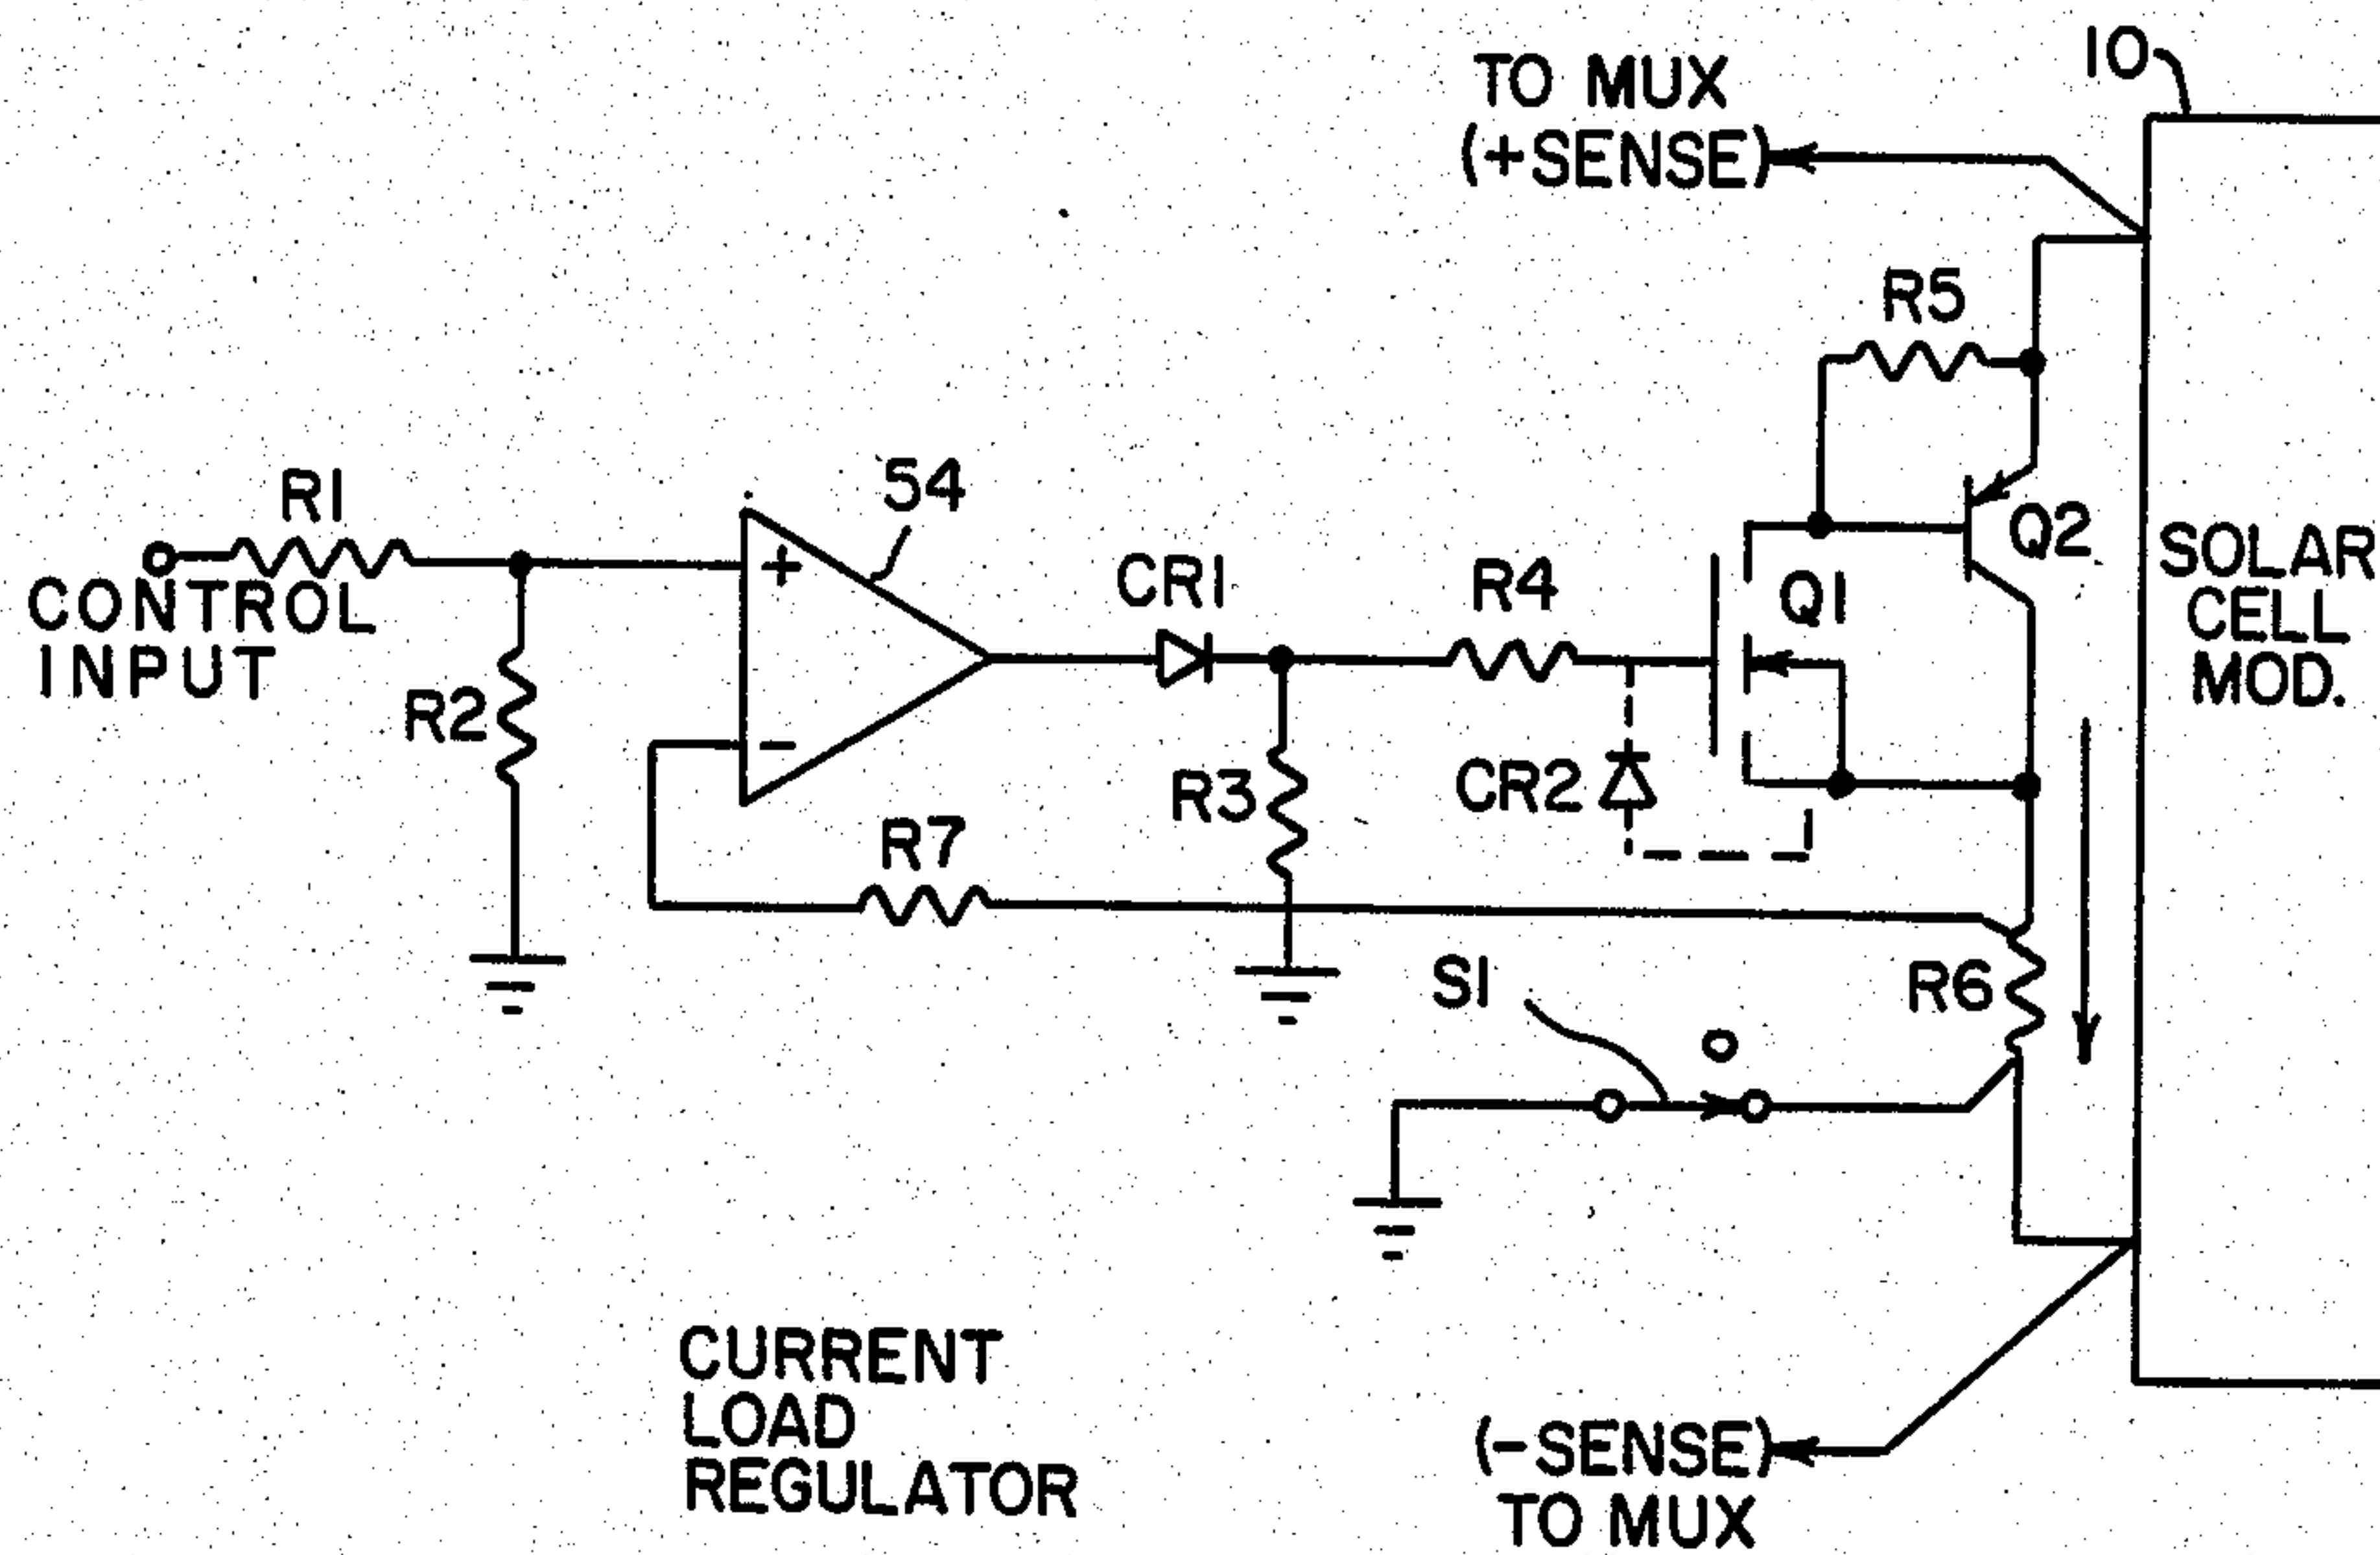 10
TO MUX
(+SENSE)
R5
R1
54
Q2
SOLAR
CELL
MOD.
CONTROL
INPUT
CR1
R4
Q1
+
R2
−
R3
CR2
R7
S1
R6
CURRENT
LOAD
REGULATOR
(−SENSE)
TO MUX